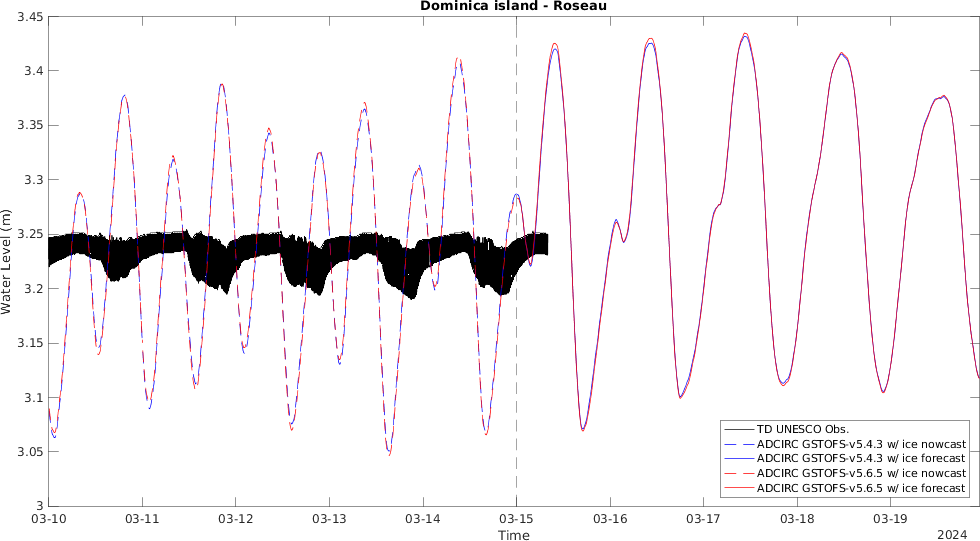 Dominica island - Roseau
3.45
3.4
3.35
3.3
3.25
3.2
3.15
3.1
3.05
3
Water Level (m)
TD UNESCO Obs.
ADCIRC GSTOFS-v5.4.3 w/ ice nowcast
ADCIRC GSTOFS-v5.4.3 w/ ice forecast
ADCIRC GSTOFS-v5.6.5 w/ ice nowcast
ADCIRC GSTOFS-v5.6.5 w/ ice forecast
03-10 03-11 03-12 03-13 03-14 03-15 03-16 03-17 03-18 03-19
Time
2024